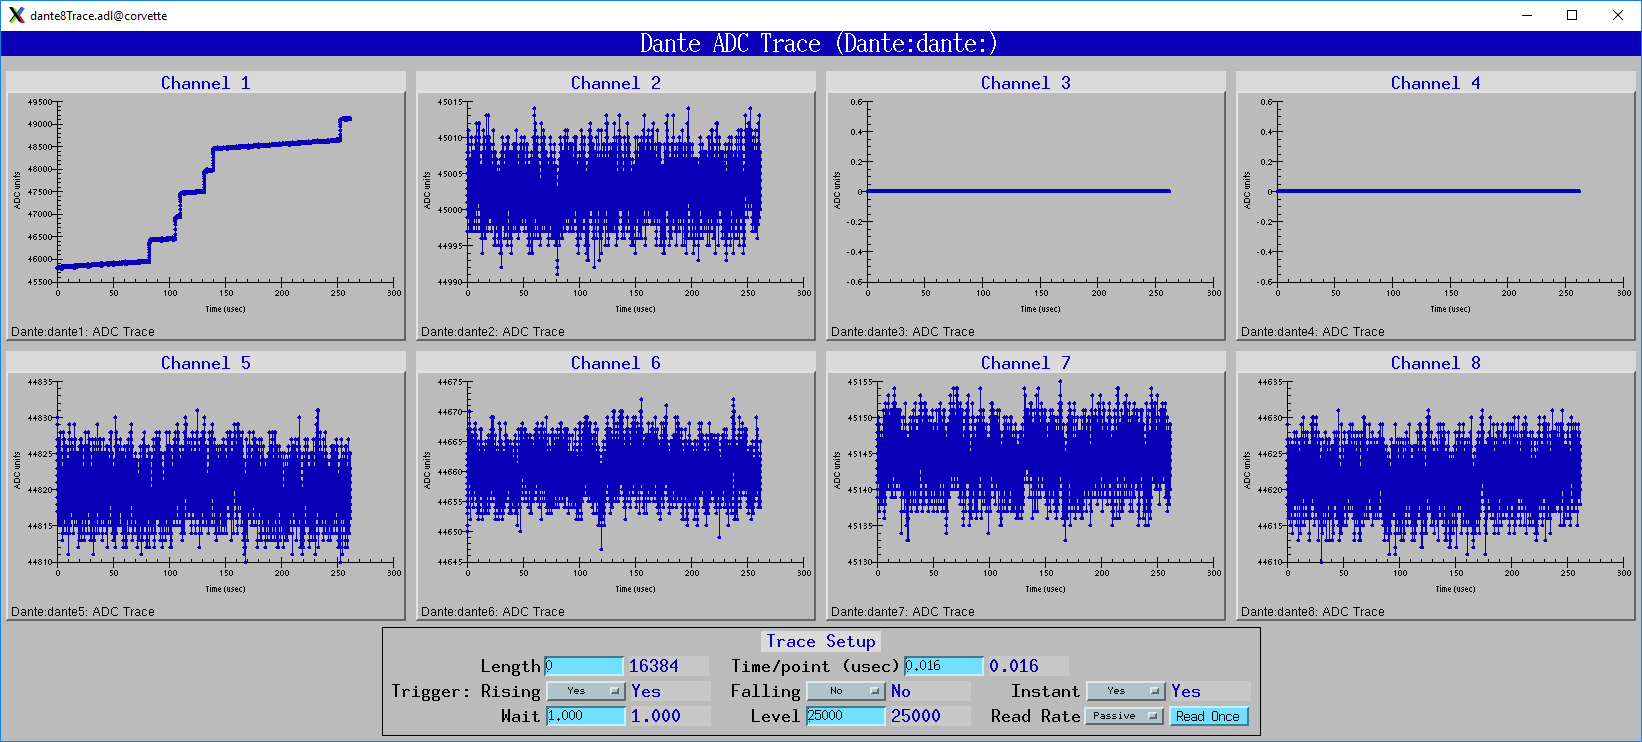 dante8Trace.adl@corvette
Dante ADC Trace (Dante:dante:)
Channel 1
49500
49000
48500
48000
47500
47000
46500
46000
45500
ADC units
0 50 100 150 200 250 300
Time (usec)
Dante:dante1: ADC Trace
Channel 2
45015
45010
45005
45000
44995
44990
ADC units
0 50 100 150 200 250 300
Time (usec)
Dante:dante2: ADC Trace
Channel 3
0.6
0.4
0.2
0
-0.2
-0.4
-0.6
ADC units
0 50 100 150 200 250 300
Time (usec)
Dante:dante3: ADC Trace
Channel 4
0.6
0.4
0.2
0
-0.2
-0.4
-0.6
ADC units
0 50 100 150 200 250 300
Time (usec)
Dante:dante4: ADC Trace
Channel 5
44835
44830
44825
44820
44815
44810
ADC units
0 50 100 150 200 250 300
Time (usec)
Dante:dante5: ADC Trace
Channel 6
44675
44670
44665
44660
44655
44650
44645
ADC units
0 50 100 150 200 250 300
Time (usec)
Dante:dante6: ADC Trace
Channel 7
45155
45150
45145
45140
45135
45130
ADC units
0 50 100 150 200 250 300
Time (usec)
Dante:dante7: ADC Trace
Channel 8
44635
44630
44625
44620
44615
44610
ADC units
0 50 100 150 200 250 300
Time (usec)
Dante:dante8: ADC Trace
Trace Setup
Length 0 16384 Time/point (usec) 0.016 0.016
Trigger: Rising Yes Yes Falling No No Instant Yes Yes
Wait 1.000 1.000 Level 25000 25000 Read Rate Passive Read Once